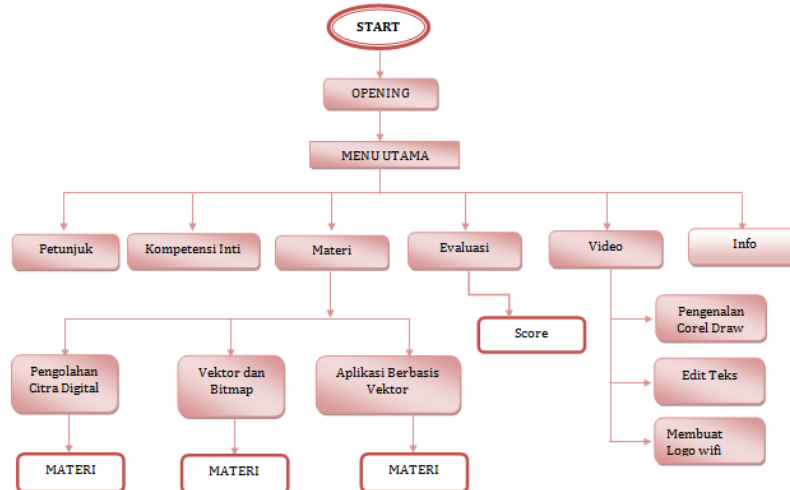 START
OPENING
MENU UTAMA
Petunjuk
Kompetensi Inti
Materi
Evaluasi
Video
Info
Score
Pengenalan
Corel Draw
Edit Teks
Membuat
Logo wifi
Pengolahan
Citra Digital
Vektor dan
Bitmap
Aplikasi Berbasis
Vektor
MATERI
MATERI
MATERI